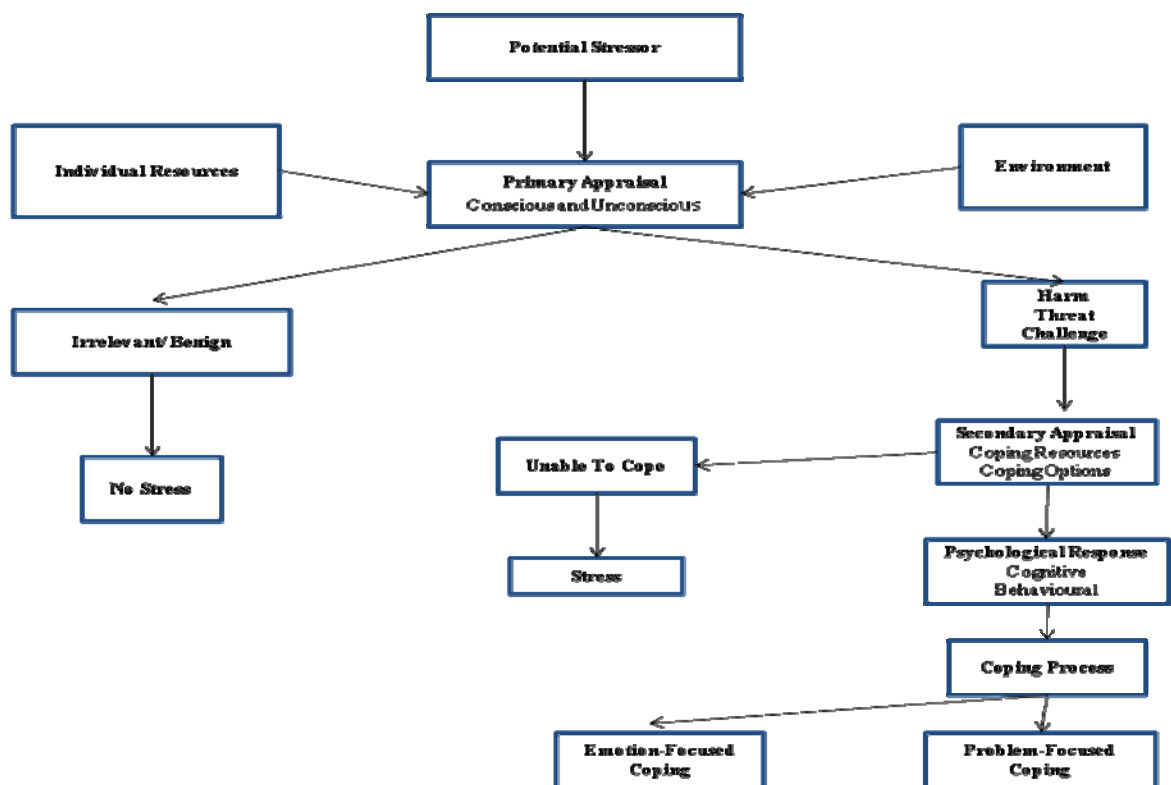 Potential Stressor
Individual Resources
Primary Appraisal
Conscious and Unconscious
Environment
Harm
Threat
Challenge
Irrelevant/Benign
Secondary Appraisal
Coping Resources
Coping Options
Unable To Cope
No Stress
Psychological Response
Cognitive
Behavioural
Stress
Coping Process
Emotion-Focused
Coping
Problem-Focused
Coping